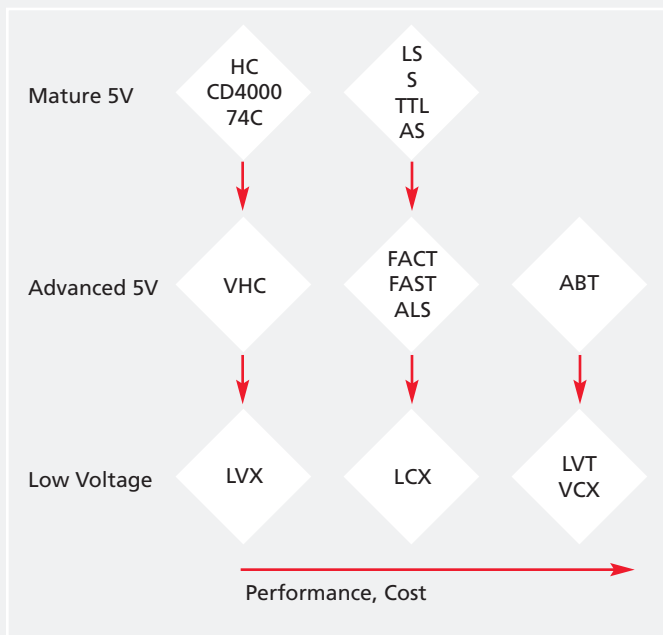 Mature 5V
HC
CD4000
74C
LS
S
TTL
AS
Advanced 5V
VHC
FACT
FAST
ALS
ABT
Low Voltage
LVX
LCX
LVT
VCX
Performance, Cost